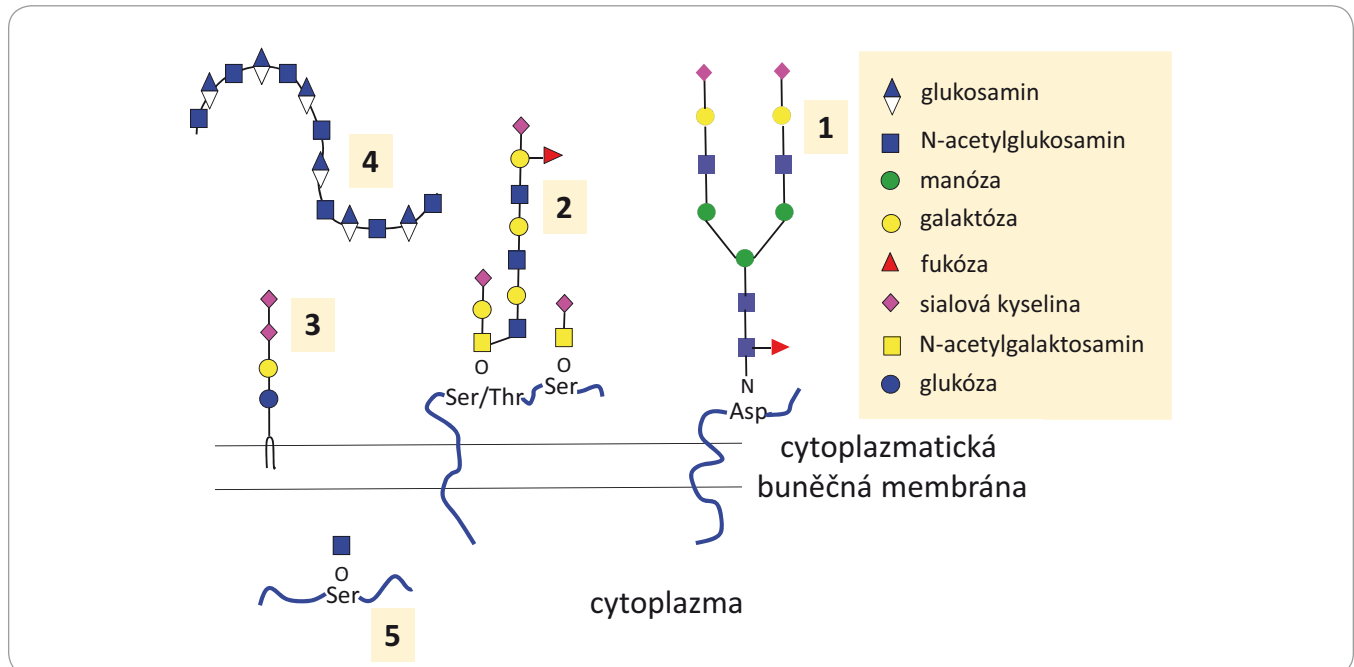 4
2
1
3
O
Ser/Thr
O
Ser
N
Asp
glukosamin
N-acetylglukosamin
manóza
galaktóza
fukóza
sialová kyselina
N-acetylgalaktosamin
glukóza
cytoplazmatická
buněčná membrána
O
Ser
5
cytoplazma